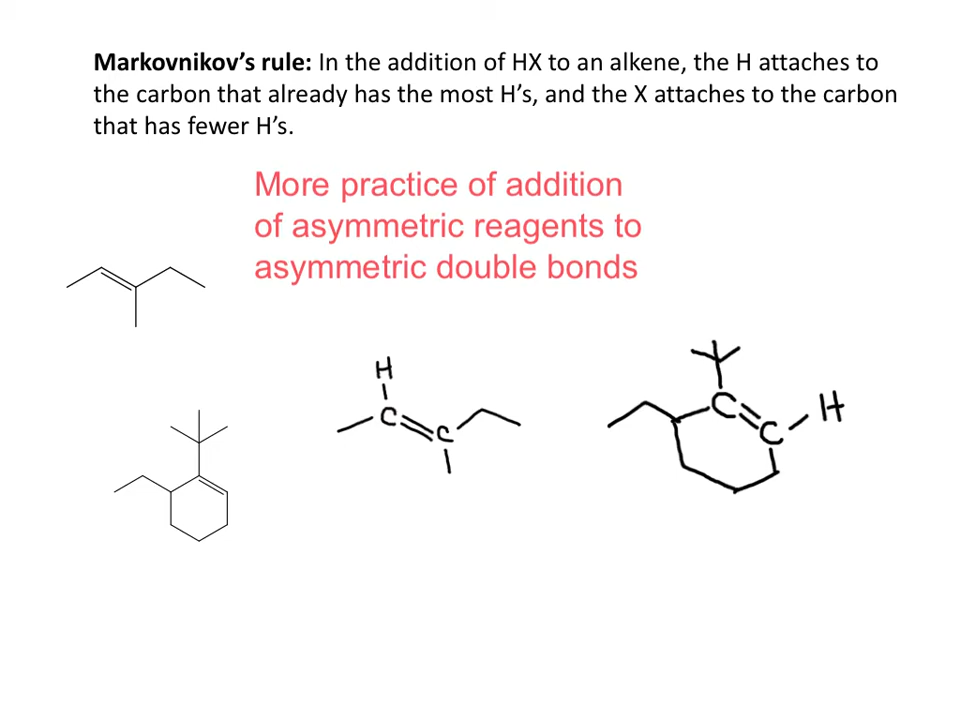 Markovnikov’s rule: In the addition of HX to an alkene, the H attaches to
the carbon that already has the most H’s, and the X attaches to the carbon
that has fewer H’s.
More practice of addition
of asymmetric reagents to
asymmetric double bonds
H
C
C
C
C
H